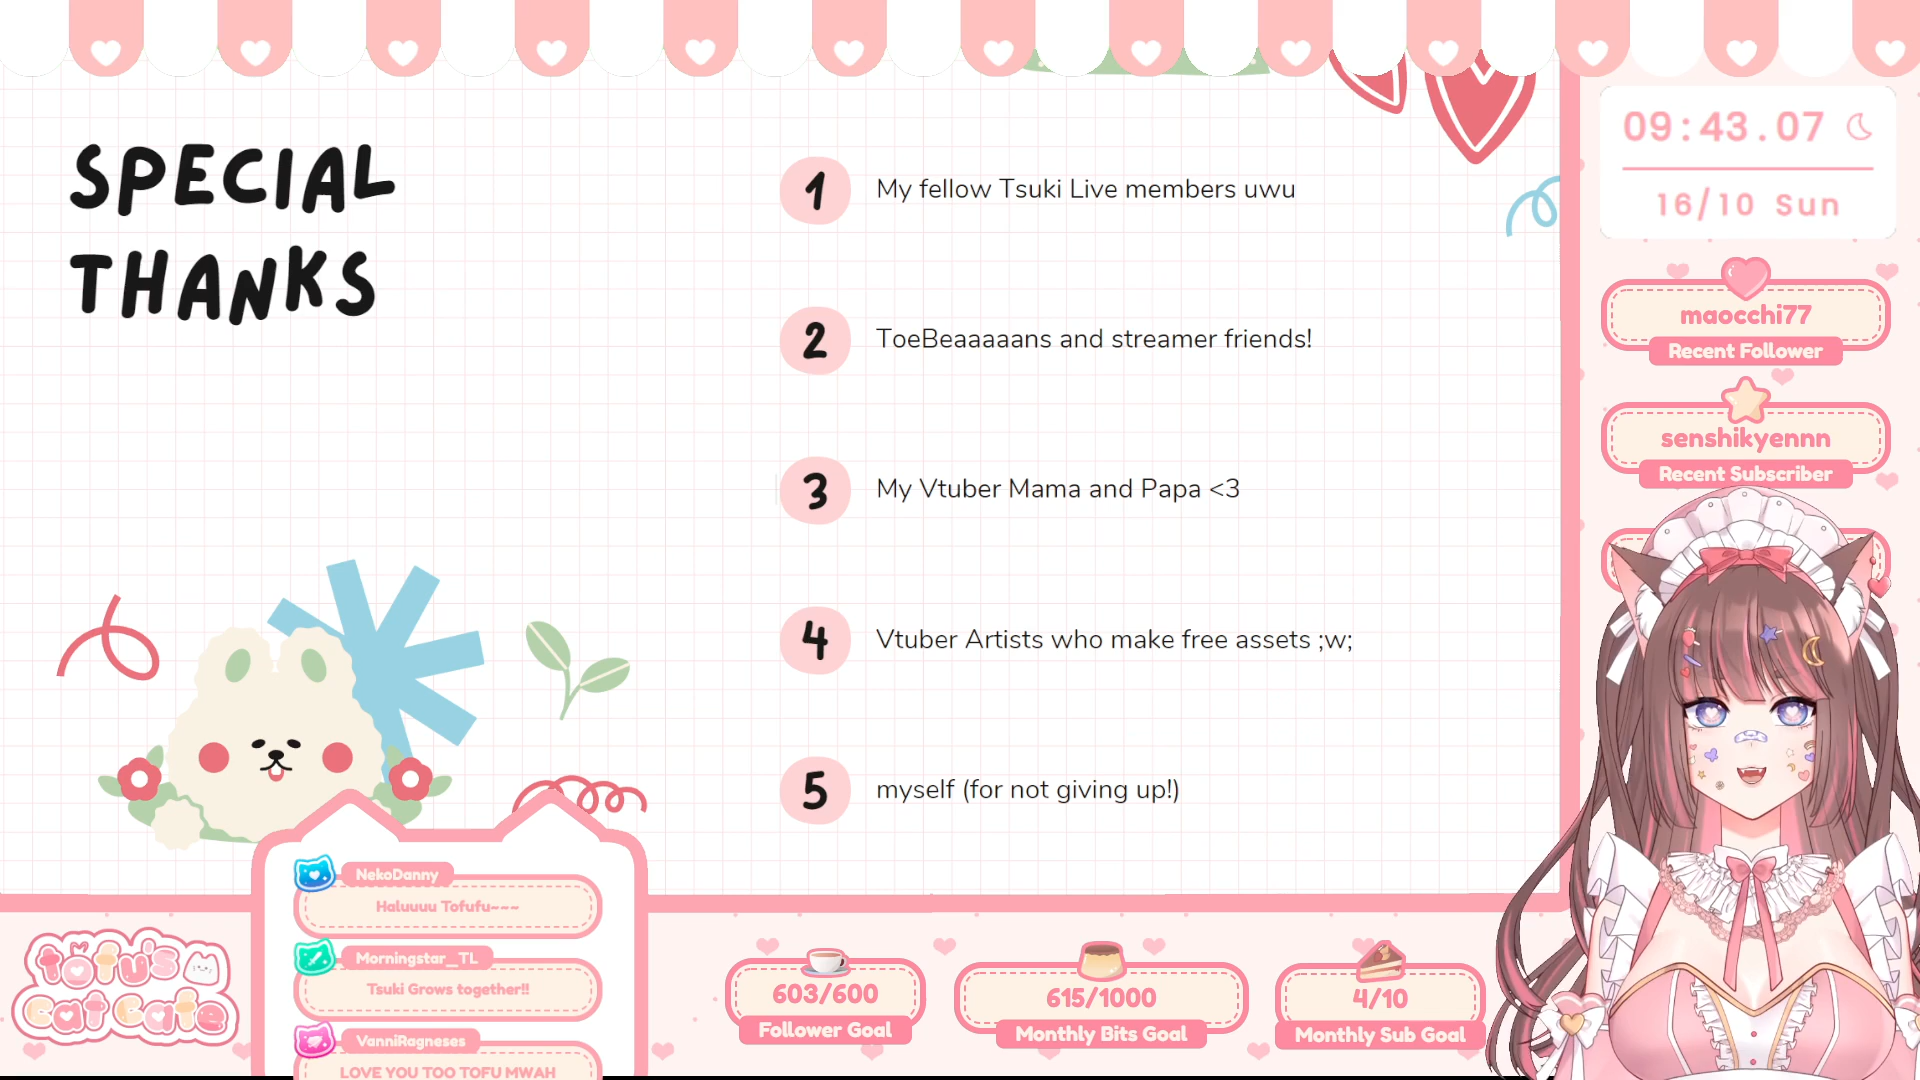 SPECIAL
THANKS
1 My fellow Tsuki Live members uwu
2 ToeBeaaaaans and streamer friends!
3 My Vtuber Mama and Papa <3
4 Vtuber Artists who make free assets ;w;
5 myself (for not giving up!)
09:43.07
16/10 Sun
maocchi77
Recent Follower
senshikyennn
Recent Subscriber
NekoDanny
Haluuuu Tofufu~~~
Morningstar_TL
Tsuki Grows together!!
VanniRagneses
LOVE YOU TOO TOFU MWAH
tofu's
Cat Cafe
603/600
Follower Goal
615/1000
Monthly Bits Goal
4/10
Monthly Sub Goal